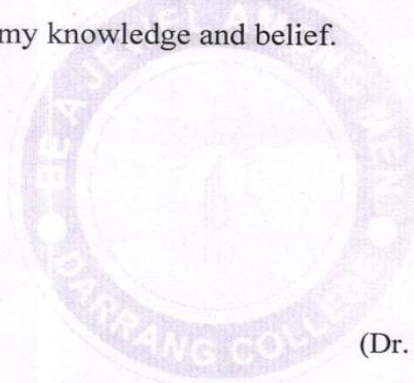 my knowledge and belief.
BE A JEWEL AMONG MEN
DARRANG COLLEGE
(Dr.